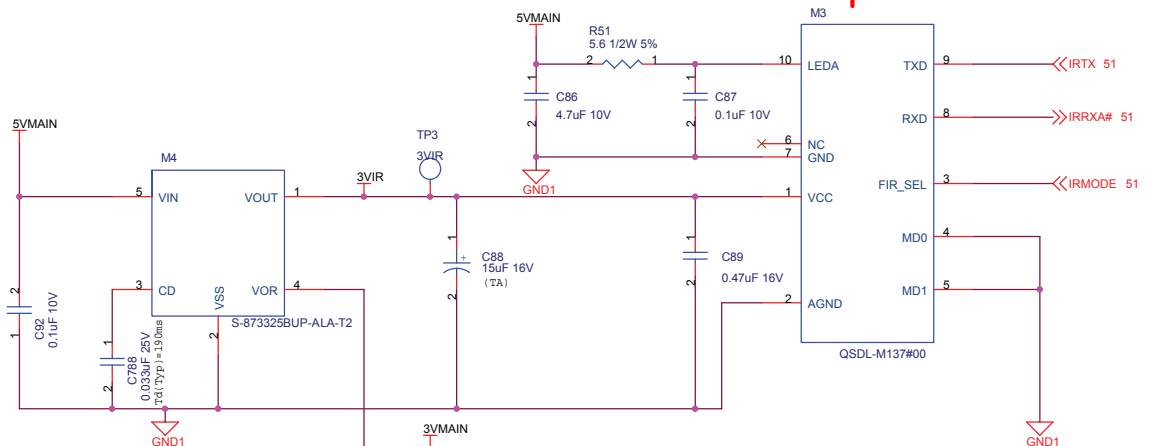 5VMAIN
M3
R51
5.6 1/2W 5%
2
1
10
LEDA
TXD
9
IRTX 51
1
C86
4.7uF 10V
2
1
C87
0.1uF 10V
2
RXD
8
IRRXA# 51
5VMAIN
TP3
3VIR
6
NC
7
GND
M4
3VIR
GND1
FIR_SEL
3
IRMODE 51
5
VIN
VOUT
1
1
VCC
MD0
4
1
C88
15uF 16V
(TA)
2
1
C89
0.47uF 16V
2
2
C92
0.1uF 10V
1
3
CD
VSS
VOR
4
2
AGND
MD1
5
2
S-873325BUP-ALA-T2
QSDL-M137#00
1
C788
0.033uF 25V
Td(Typ)=190ms
2
GND1
3VMAIN
GND1